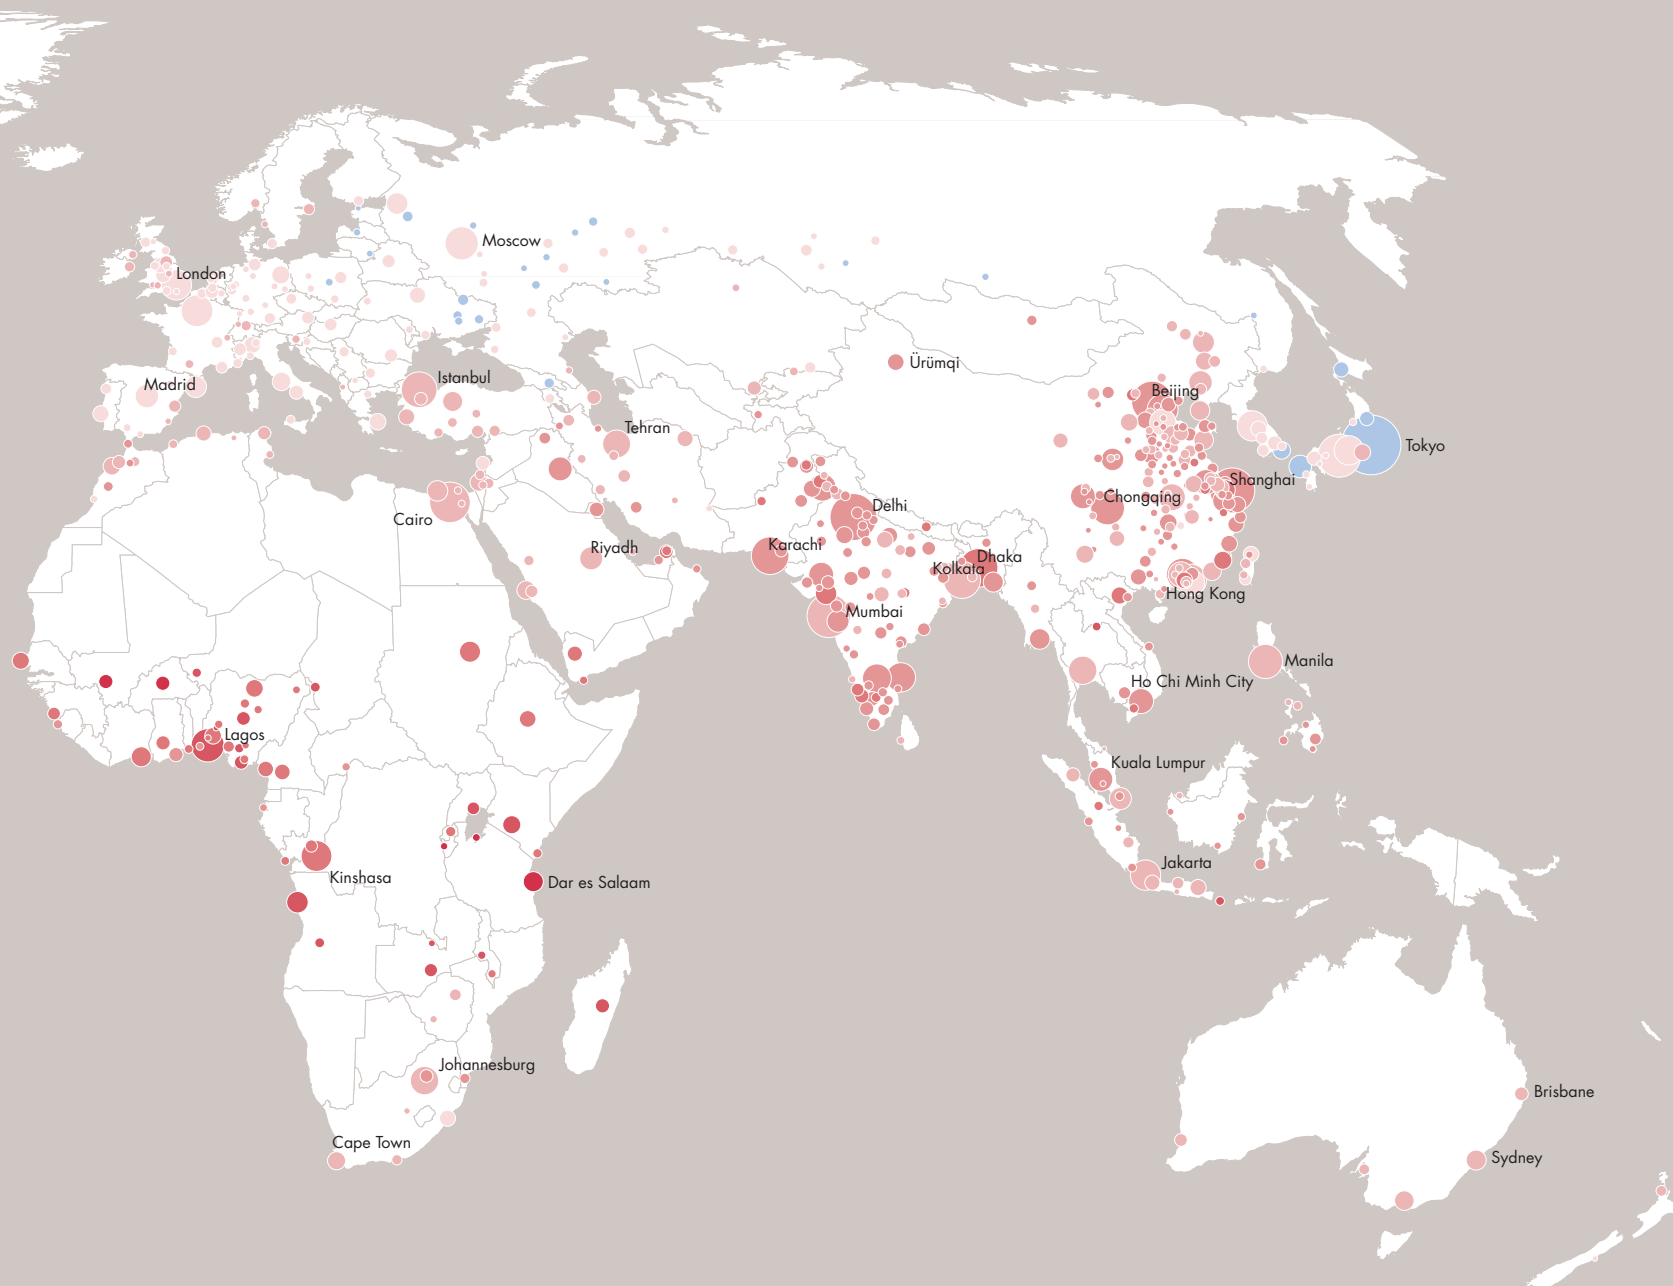 Moscow
London
Ürümqi
Istanbul
Madrid
Beijing
Tehran
Tokyo
Shanghai
Chongqing
Delhi
Cairo
Karachi
Riyadh
Dhaka
Kolkata
Hong Kong
Mumbai
Manila
Ho Chi Minh City
Lagos
Kuala Lumpur
Jakarta
Kinshasa
Dar es Salaam
Johannesburg
Brisbane
Cape Town
Sydney